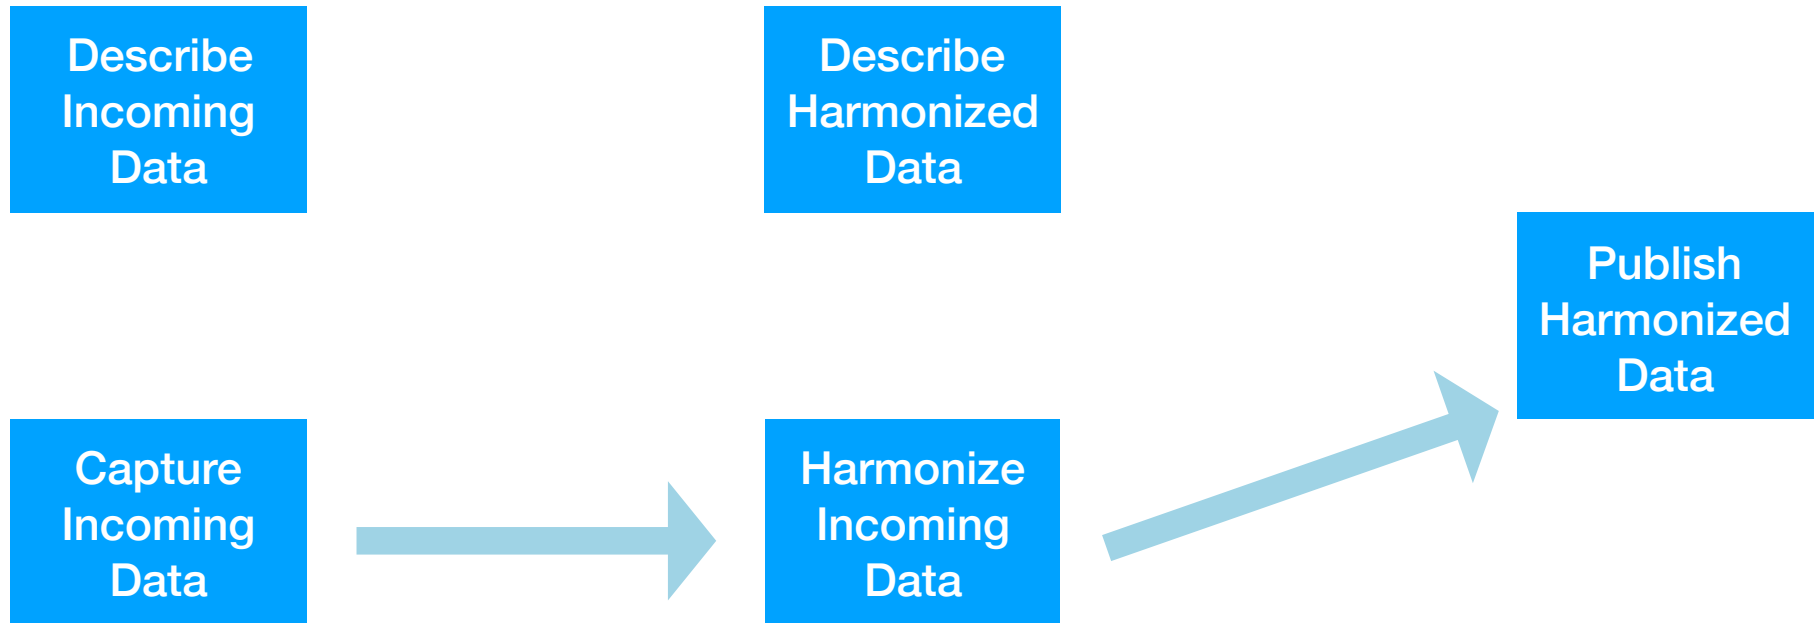 Describe
Incoming
Data
Describe
Harmonized
Data
Publish
Harmonized
Data
Capture
Incoming
Data
Harmonize
Incoming
Data